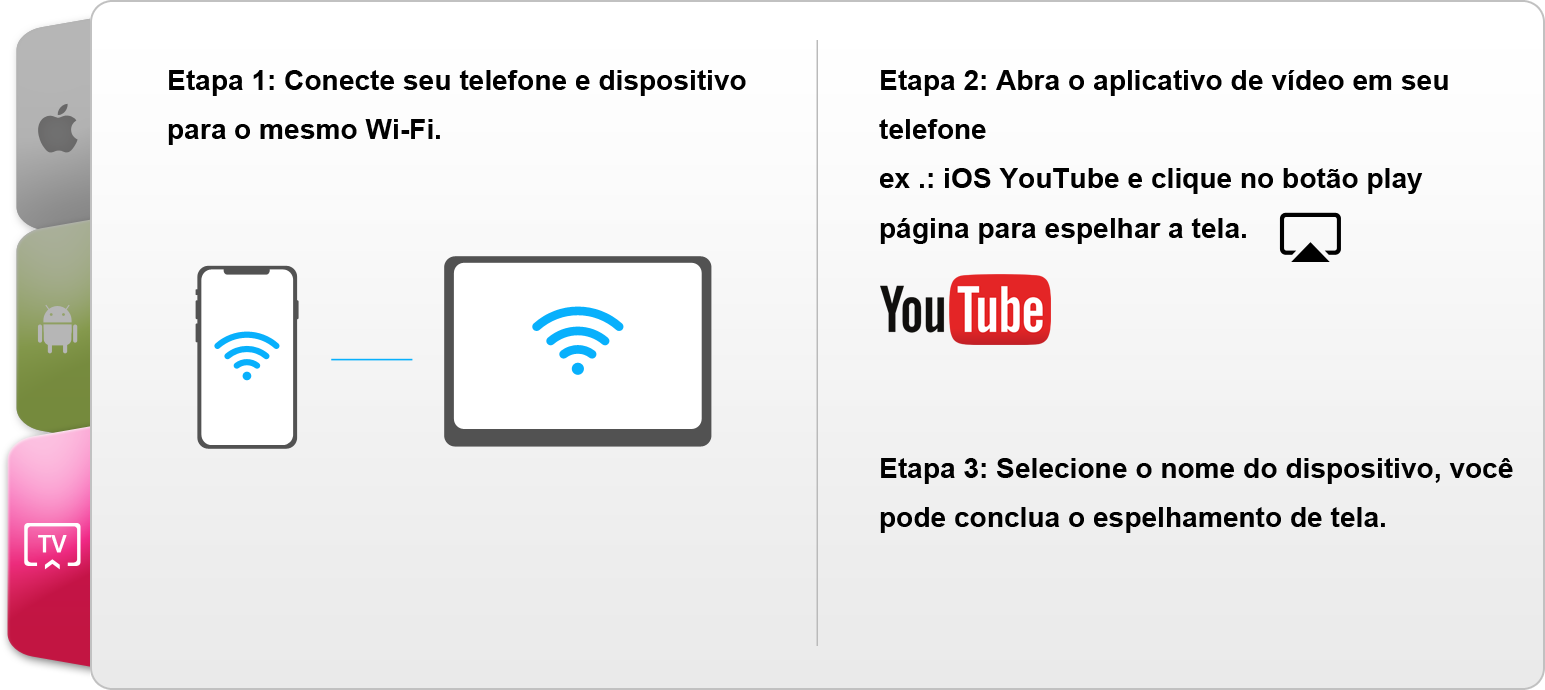 Etapa 1: Conecte seu telefone e dispositivo
para o mesmo Wi-Fi.
Etapa 2: Abra o aplicativo de vídeo em seu
telefone
ex .: iOS YouTube e clique no botão play
página para espelhar a tela.
YouTube
Etapa 3: Selecione o nome do dispositivo, você
pode conclua o espelhamento de tela.
TV